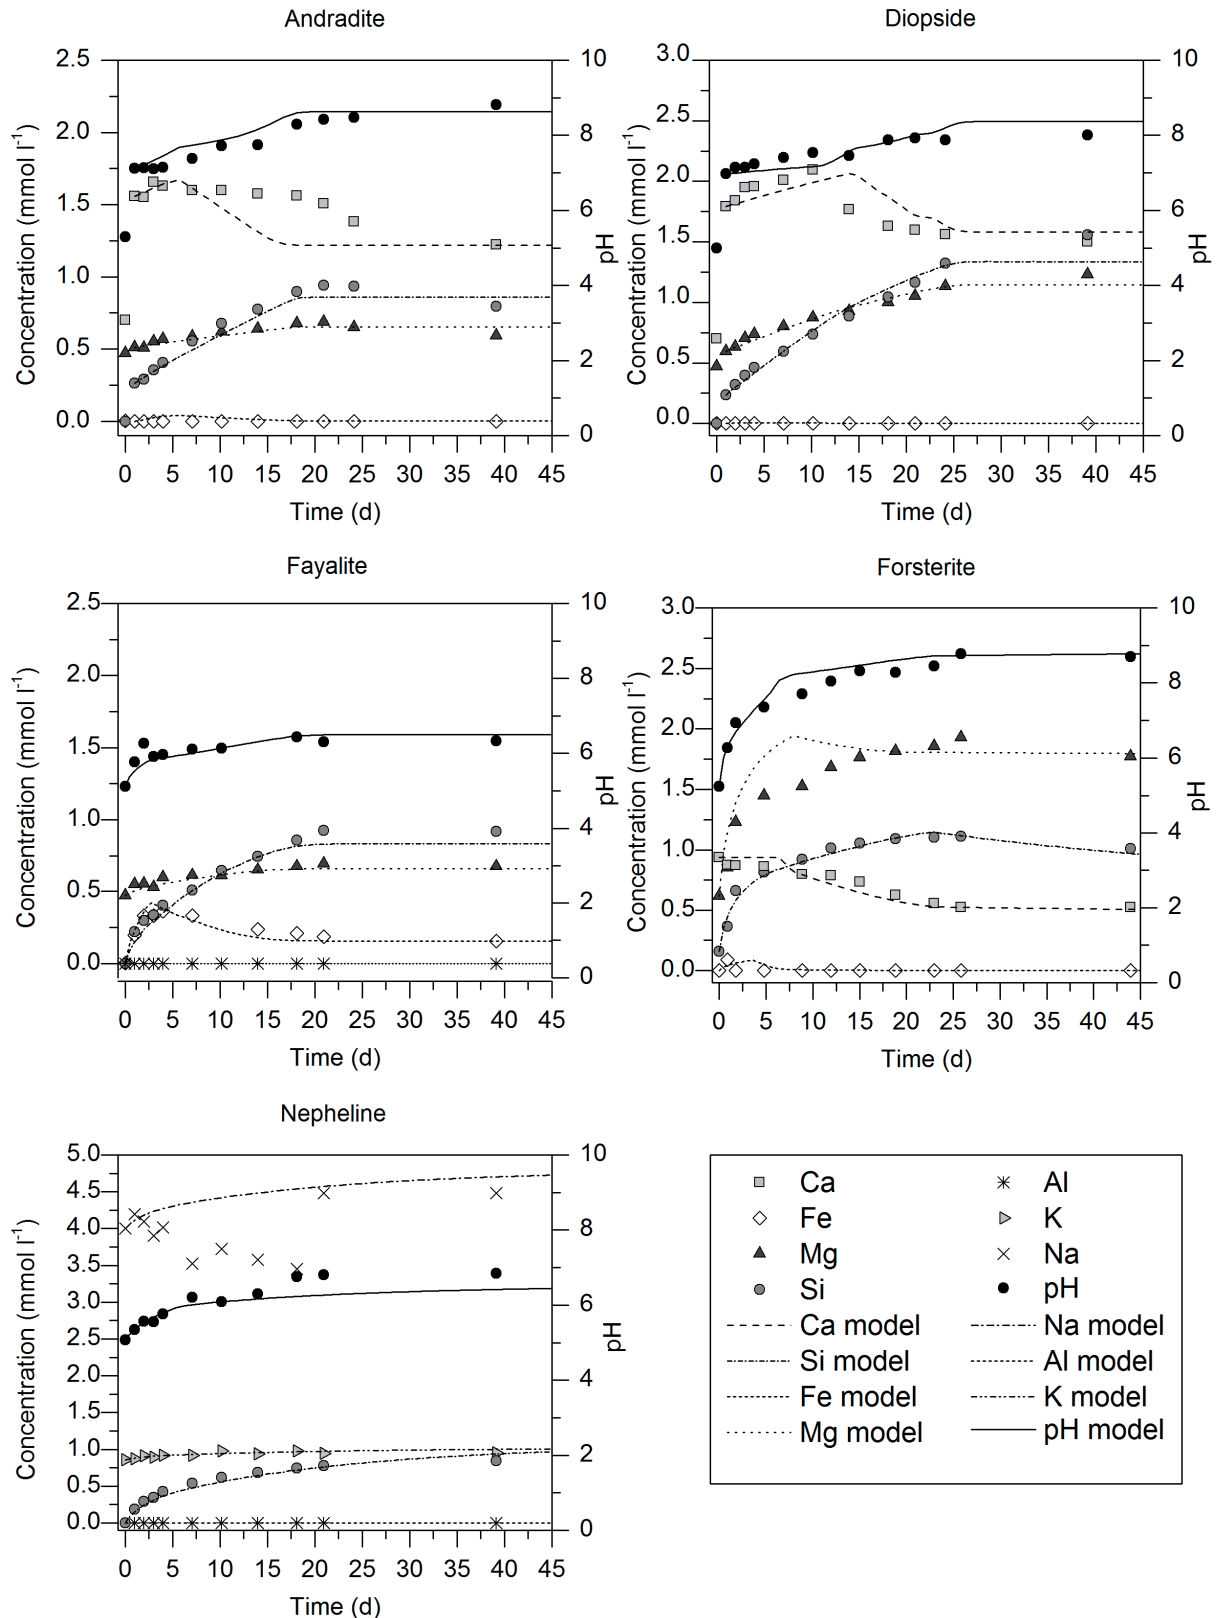 Andradite
2.5
2.0
1.5
1.0
0.5
0.0
Concentration (mmol l-1)
10
8
6
4
2
0
pH
0 5 10 15 20 25 30 35 40 45
Time (d)
Diopside
3.0
2.5
2.0
1.5
1.0
0.5
0.0
Concentration (mmol l-1)
10
8
6
4
2
0
pH
0 5 10 15 20 25 30 35 40 45
Time (d)
Fayalite
2.5
2.0
1.5
1.0
0.5
0.0
Concentration (mmol l-1)
10
8
6
4
2
0
pH
0 5 10 15 20 25 30 35 40 45
Time (d)
Forsterite
3.0
2.5
2.0
1.5
1.0
0.5
0.0
Concentration (mmol l-1)
10
8
6
4
2
0
pH
0 5 10 15 20 25 30 35 40 45
Time (d)
Nepheline
5.0
4.5
4.0
3.5
3.0
2.5
2.0
1.5
1.0
0.5
0.0
Concentration (mmol l-1)
10
8
6
4
2
0
pH
0 5 10 15 20 25 30 35 40 45
Time (d)
Ca
Fe
Mg
Si
Ca model
Si model
Fe model
Mg model
Al
K
Na
pH
Na model
Al model
K model
pH model